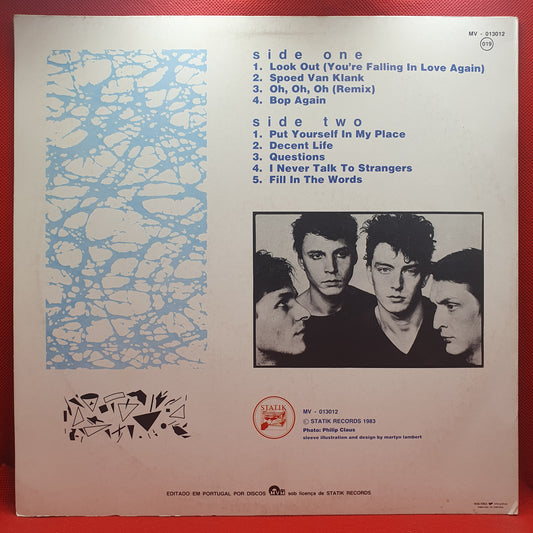 MV - 013012
019
side one
1. Look Out (You're Falling In Love Again)
2. Spoed Van Klank
3. Oh, Oh, Oh (Remix)
4. Bop Again
side two
1. Put Yourself In My Place
2. Decent Life
3. Questions
4. I Never Talk To Strangers
5. Fill In The Words
STATIK
MV - 013012
© STATIK RECORDS 1983
Photo: Philip Claus
sleeve illustration and design by martyn lambert
EDITADO EM PORTUGAL POR DISCOS MVM sob licença de STATIK RECORDS